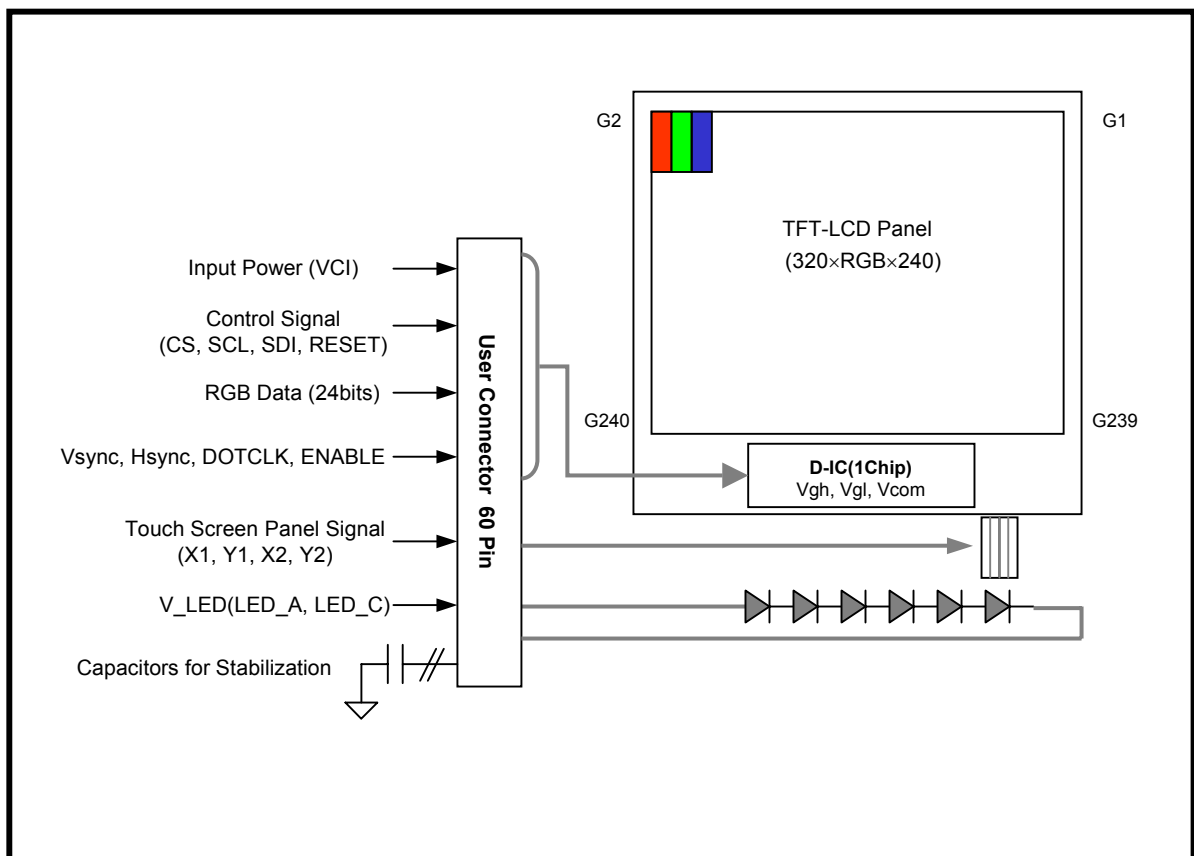 G2
G1
TFT-LCD Panel
(320×RGB×240)
Input Power (VCI)
Control Signal
(CS, SCL, SDI, RESET)
RGB Data (24bits)
Vsync, Hsync, DOTCLK, ENABLE
Touch Screen Panel Signal
(X1, Y1, X2, Y2)
V_LED(LED_A, LED_C)
Capacitors for Stabilization
User Connector 60 Pin
G240
G239
D-IC(1Chip)
Vgh, Vgl, Vcom